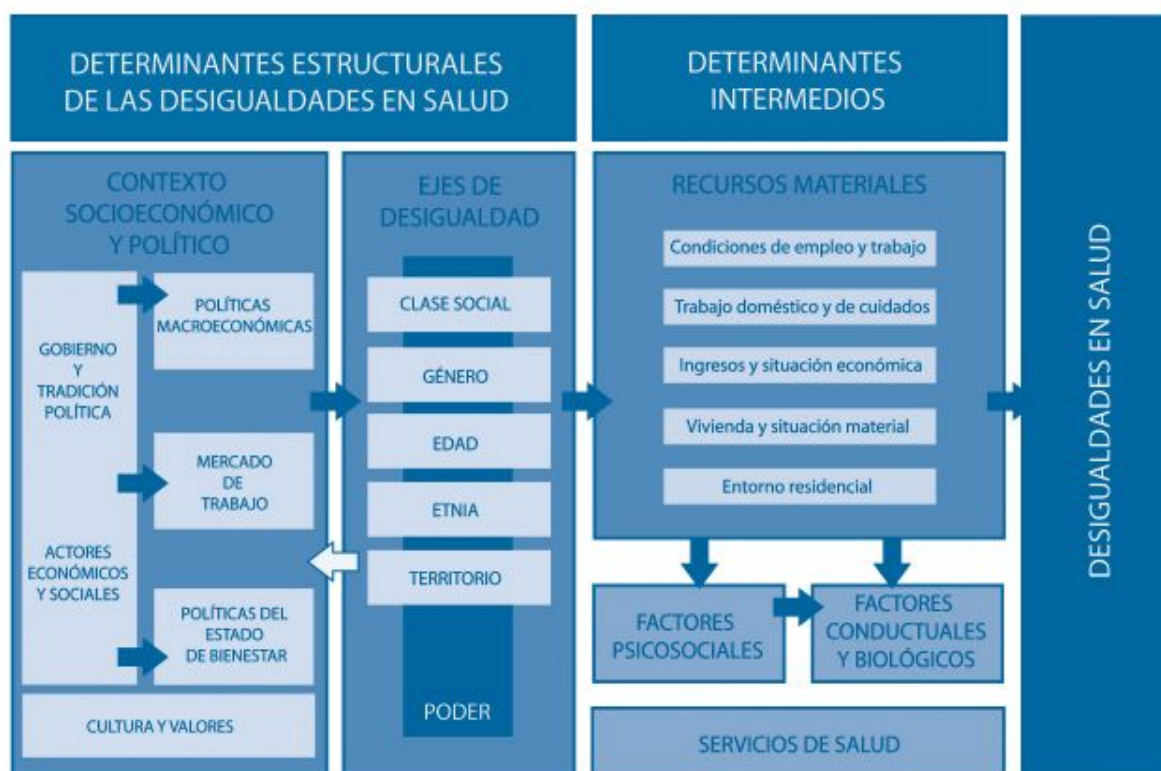 DETERMINANTES ESTRUCTURALES
DE LAS DESIGUALDADES EN SALUD
CONTEXTO
SOCIOECONÓMICO
Y POLÍTICO
GOBIERNO
Y
TRADICIÓN
POLÍTICA
ACTORES
ECONÓMICOS
Y SOCIALES
POLÍTICAS
MACROECONÓMICAS
MERCADO
DE
TRABAJO
POLÍTICAS DEL
ESTADO
DE BIENESTAR
CULTURA Y VALORES
EJES DE
DESIGUALDAD
CLASE SOCIAL
GÉNERO
EDAD
ETNIA
TERRITORIO
PODER
DETERMINANTES
INTERMEDIOS
RECURSOS MATERIALES
Condiciones de empleo y trabajo
Trabajo doméstico y de cuidados
Ingresos y situación económica
Vivienda y situación material
Entorno residencial
FACTORES
PSICOSOCIALES
FACTORES
CONDUCTUALES
Y BIOLÓGICOS
SERVICIOS DE SALUD
DESIGUALDADES EN SALUD